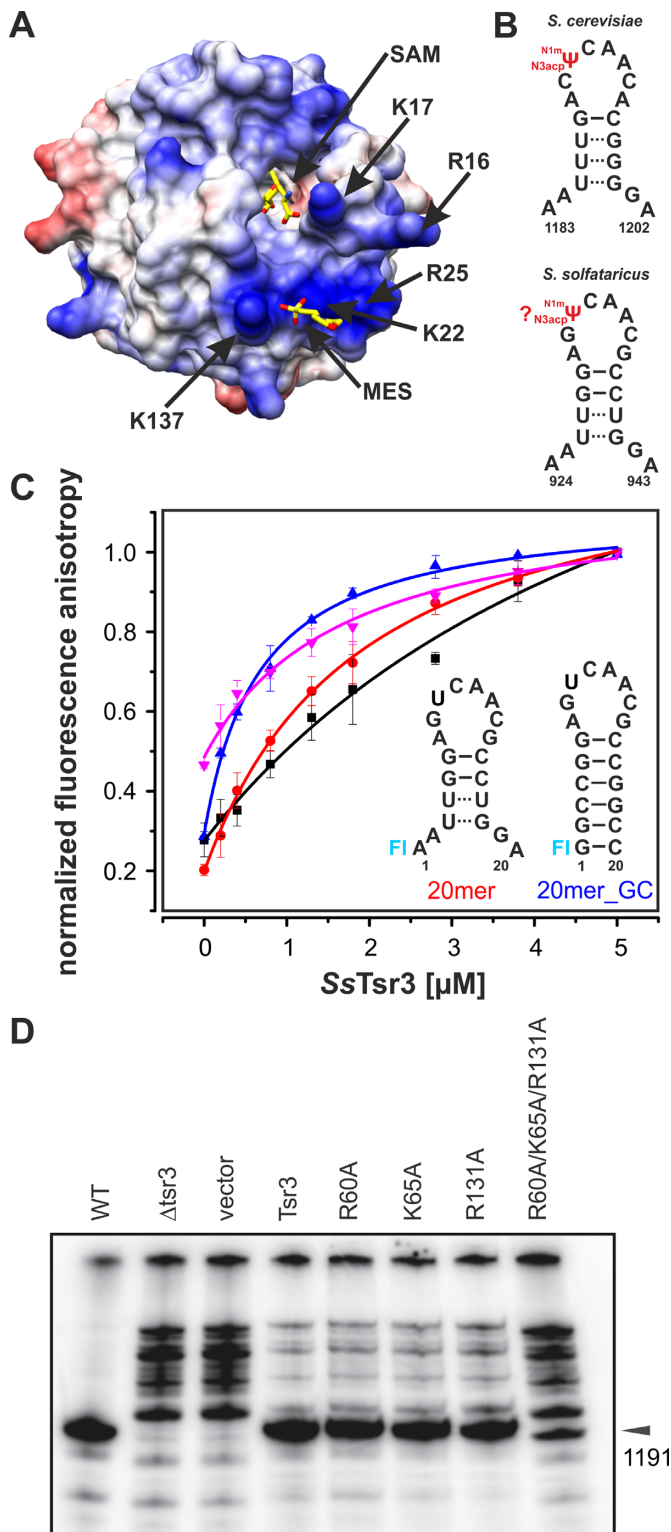 A
SAM
K17
R16
R25
K22
MES
K137
B
S. cerevisiae
N1m
N3acp Ψ C A
A
C C
A A
G – C
U ··· G
U ··· G
U ··· G
A G
A A
1183 1202
S. solfataricus
N1m
? N3acp Ψ C A
A
G C
A G
G – C
G – C
U ··· U
U ··· G
A G
A A
924 943
C
normalized fluorescence anisotropy
1.0
0.8
0.6
0.4
0.2
0 1 2 3 4 5
SsTsr3 [µM]
U C A
A
G C
A G
G – C
G – C
U ··· U
U ··· G
A G
Fl A A
1 20
20mer
U C A
A
G C
A G
G – C
G – C
C – G
C – G
G – C
Fl G – C
1 20
20mer_GC
D
WT
Δtsr3
vector
Tsr3
R60A
K65A
R131A
R60A/K65A/R131A
1191